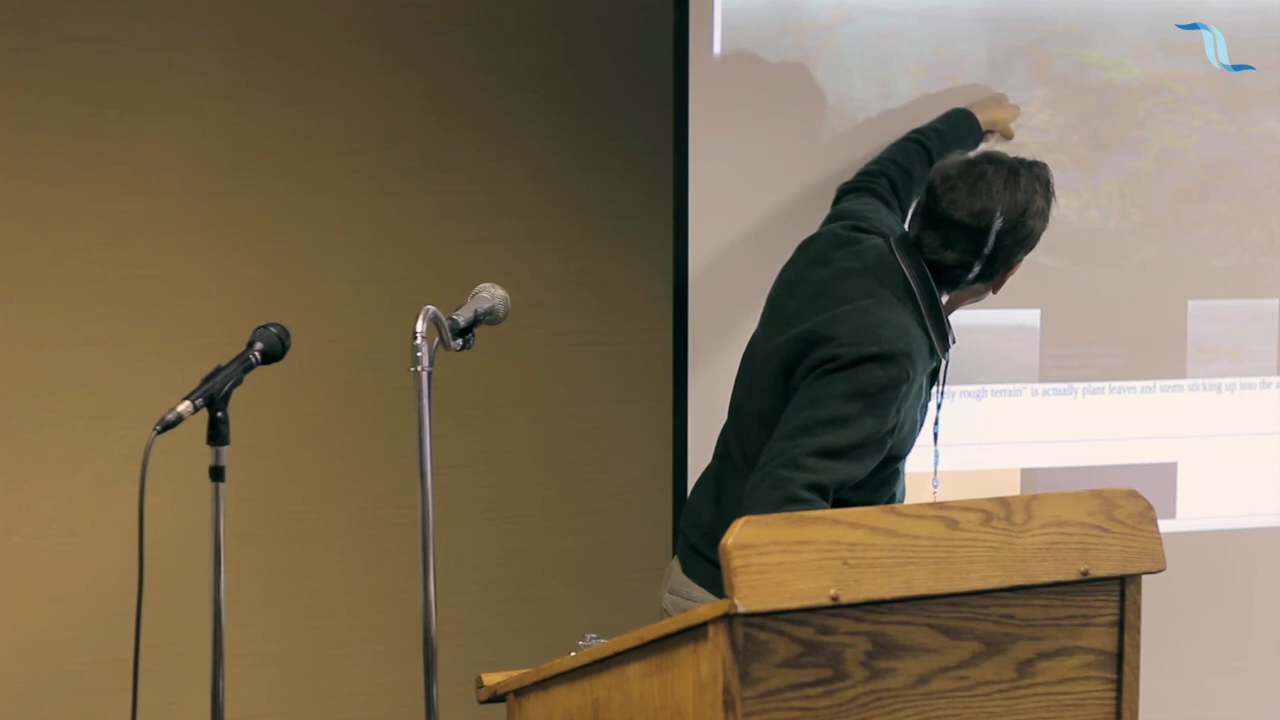 rough terrain" is actually plant leaves and stems sticking up into the